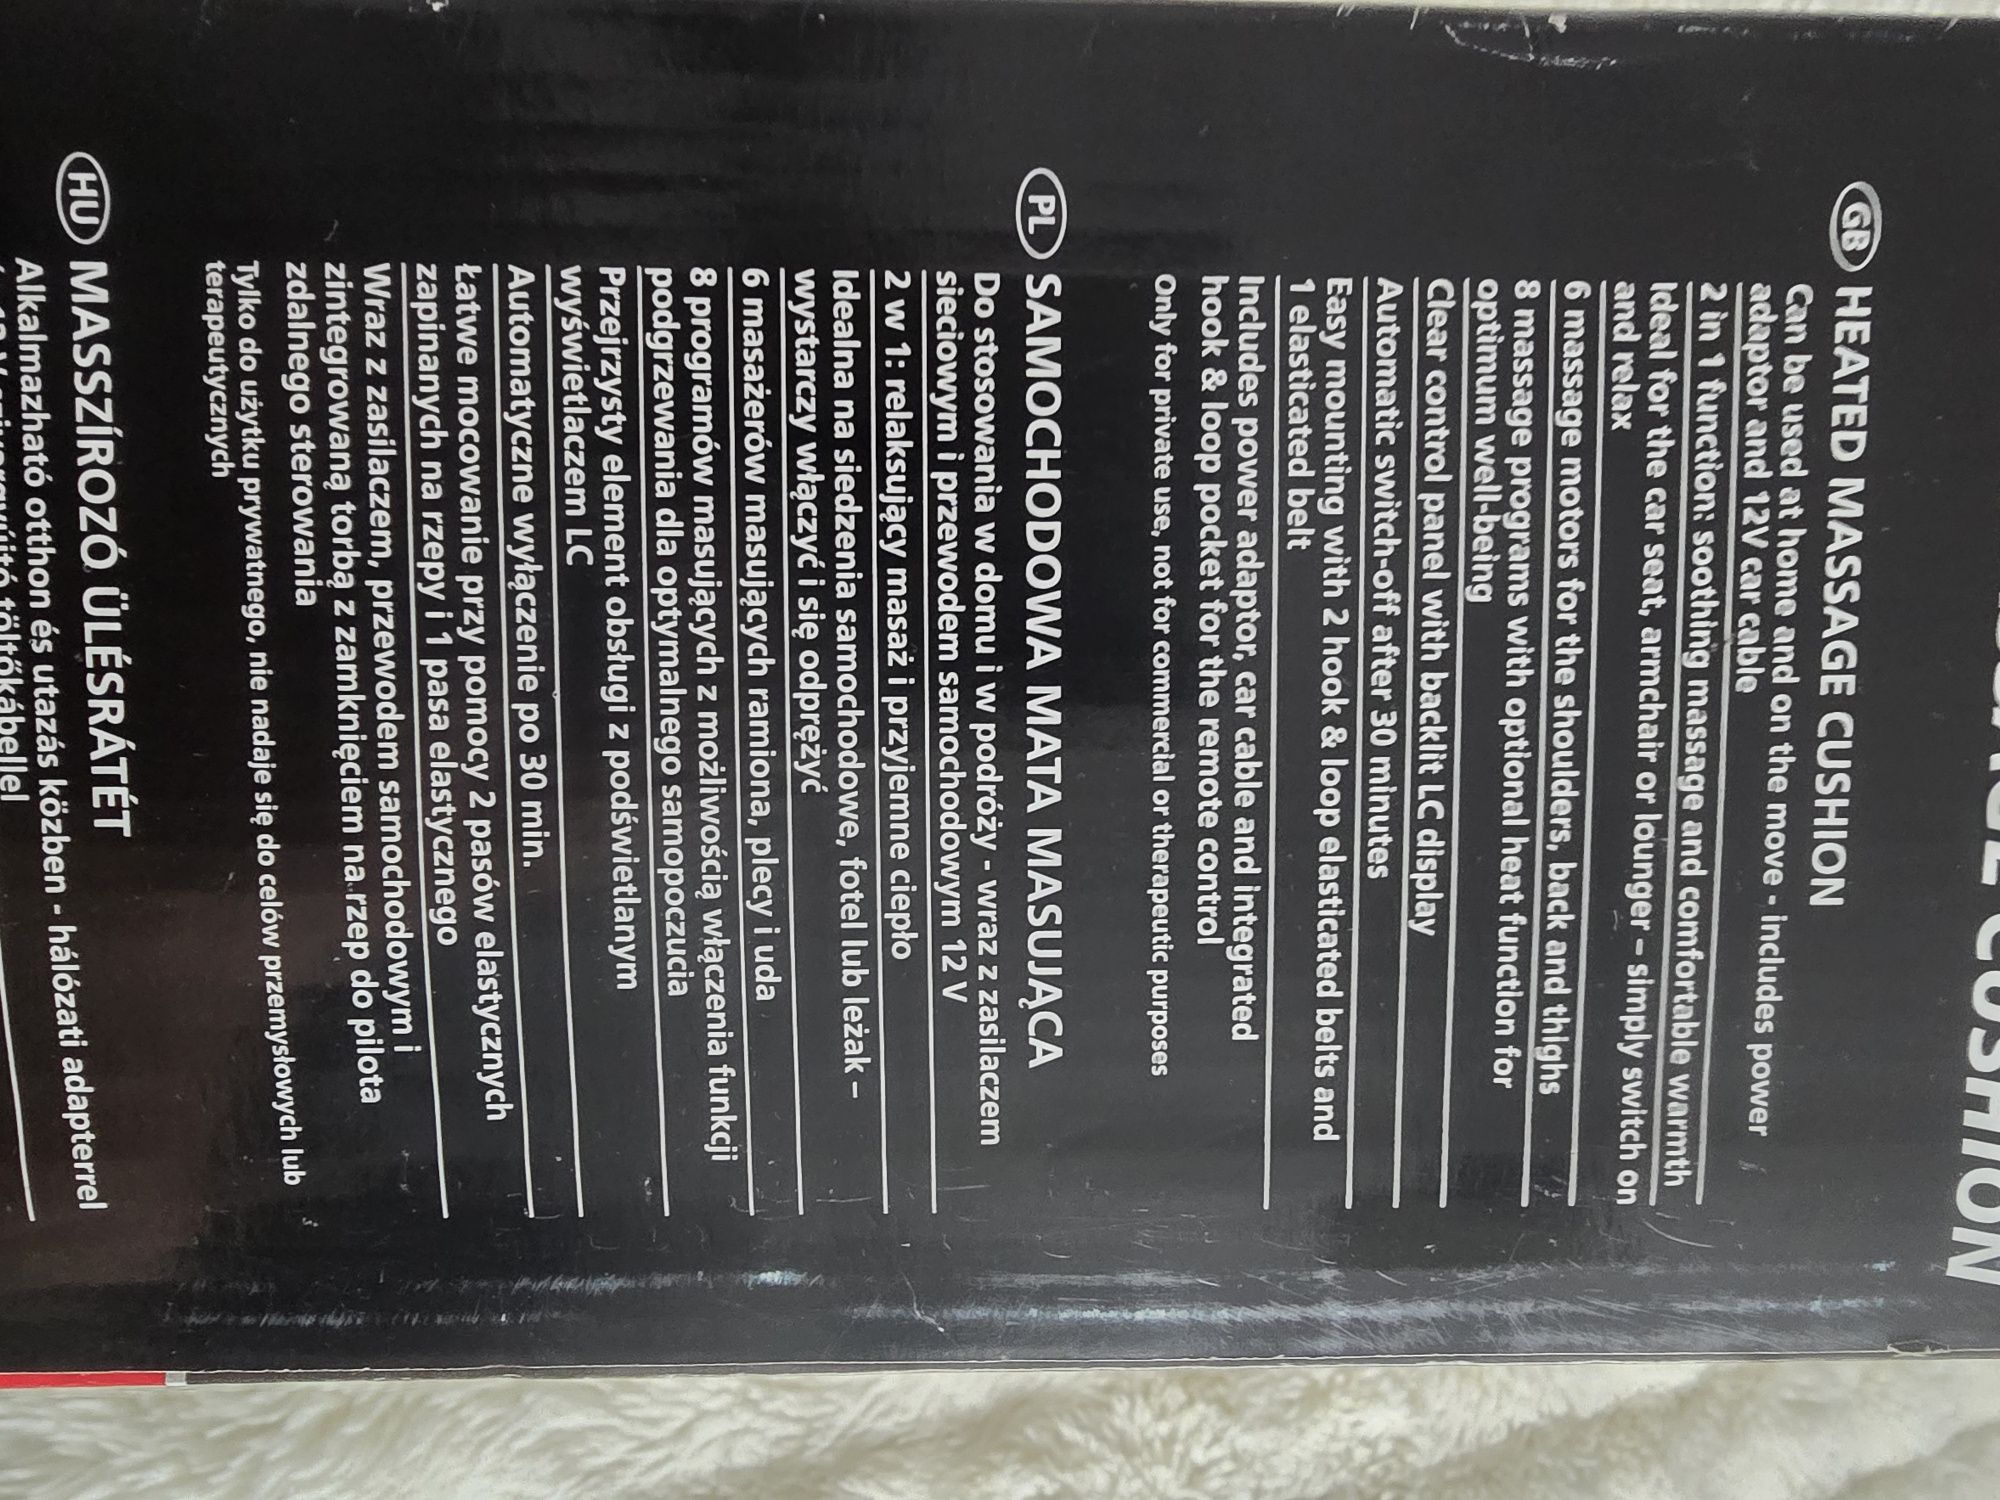 CUSHION
GB HEATED MASSAGE CUSHION
Can be used at home and on the move - includes power
adaptor and 12V car cable
2 in 1 function: soothing massage and comfortable warmth
Ideal for the car seat, armchair or lounger – simply switch on
and relax
6 massage motors for the shoulders, back and thighs
8 massage programs with optional heat function for
optimum well-being
Clear control panel with backlit LC display
Automatic switch-off after 30 minutes
Easy mounting with 2 hook & loop elasticated belts and
1 elasticated belt
Includes power adaptor, car cable and integrated
hook & loop pocket for the remote control
Only for private use, not for commercial or therapeutic purposes
PL SAMOCHODOWA MATA MASUJĄCA
Do stosowania w domu i w podróży - wraz z zasilaczem
sieciowym i przewodem samochodowym 12 V
2 w 1: relaksujący masaż i przyjemne ciepło
Idealna na siedzenia samochodowe, fotel lub leżak –
wystarczy włączyć i się odprężyć
6 masażerów masujących ramiona, plecy i uda
8 programów masujących z możliwością włączenia funkcji
podgrzewania dla optymalnego samopoczucia
Przejrzysty element obsługi z podświetlanym
wyświetlaczem LC
Automatyczne wyłączenie po 30 min.
Łatwe mocowanie przy pomocy 2 pasów elastycznych
zapinanych na rzepy i 1 pasa elastycznego
Wraz z zasilaczem, przewodem samochodowym i
zintegrowaną torbą z zamknięciem na rzep do pilota
zdalnego sterowania
Tylko do użytku prywatnego, nie nadaje się do celów przemysłowych lub
terapeutycznych
HU MASSZÍROZÓ ÜLÉSRÁTÉT
Alkalmazható otthon és utazás közben - hálózati adapterrel
töltőkábellel